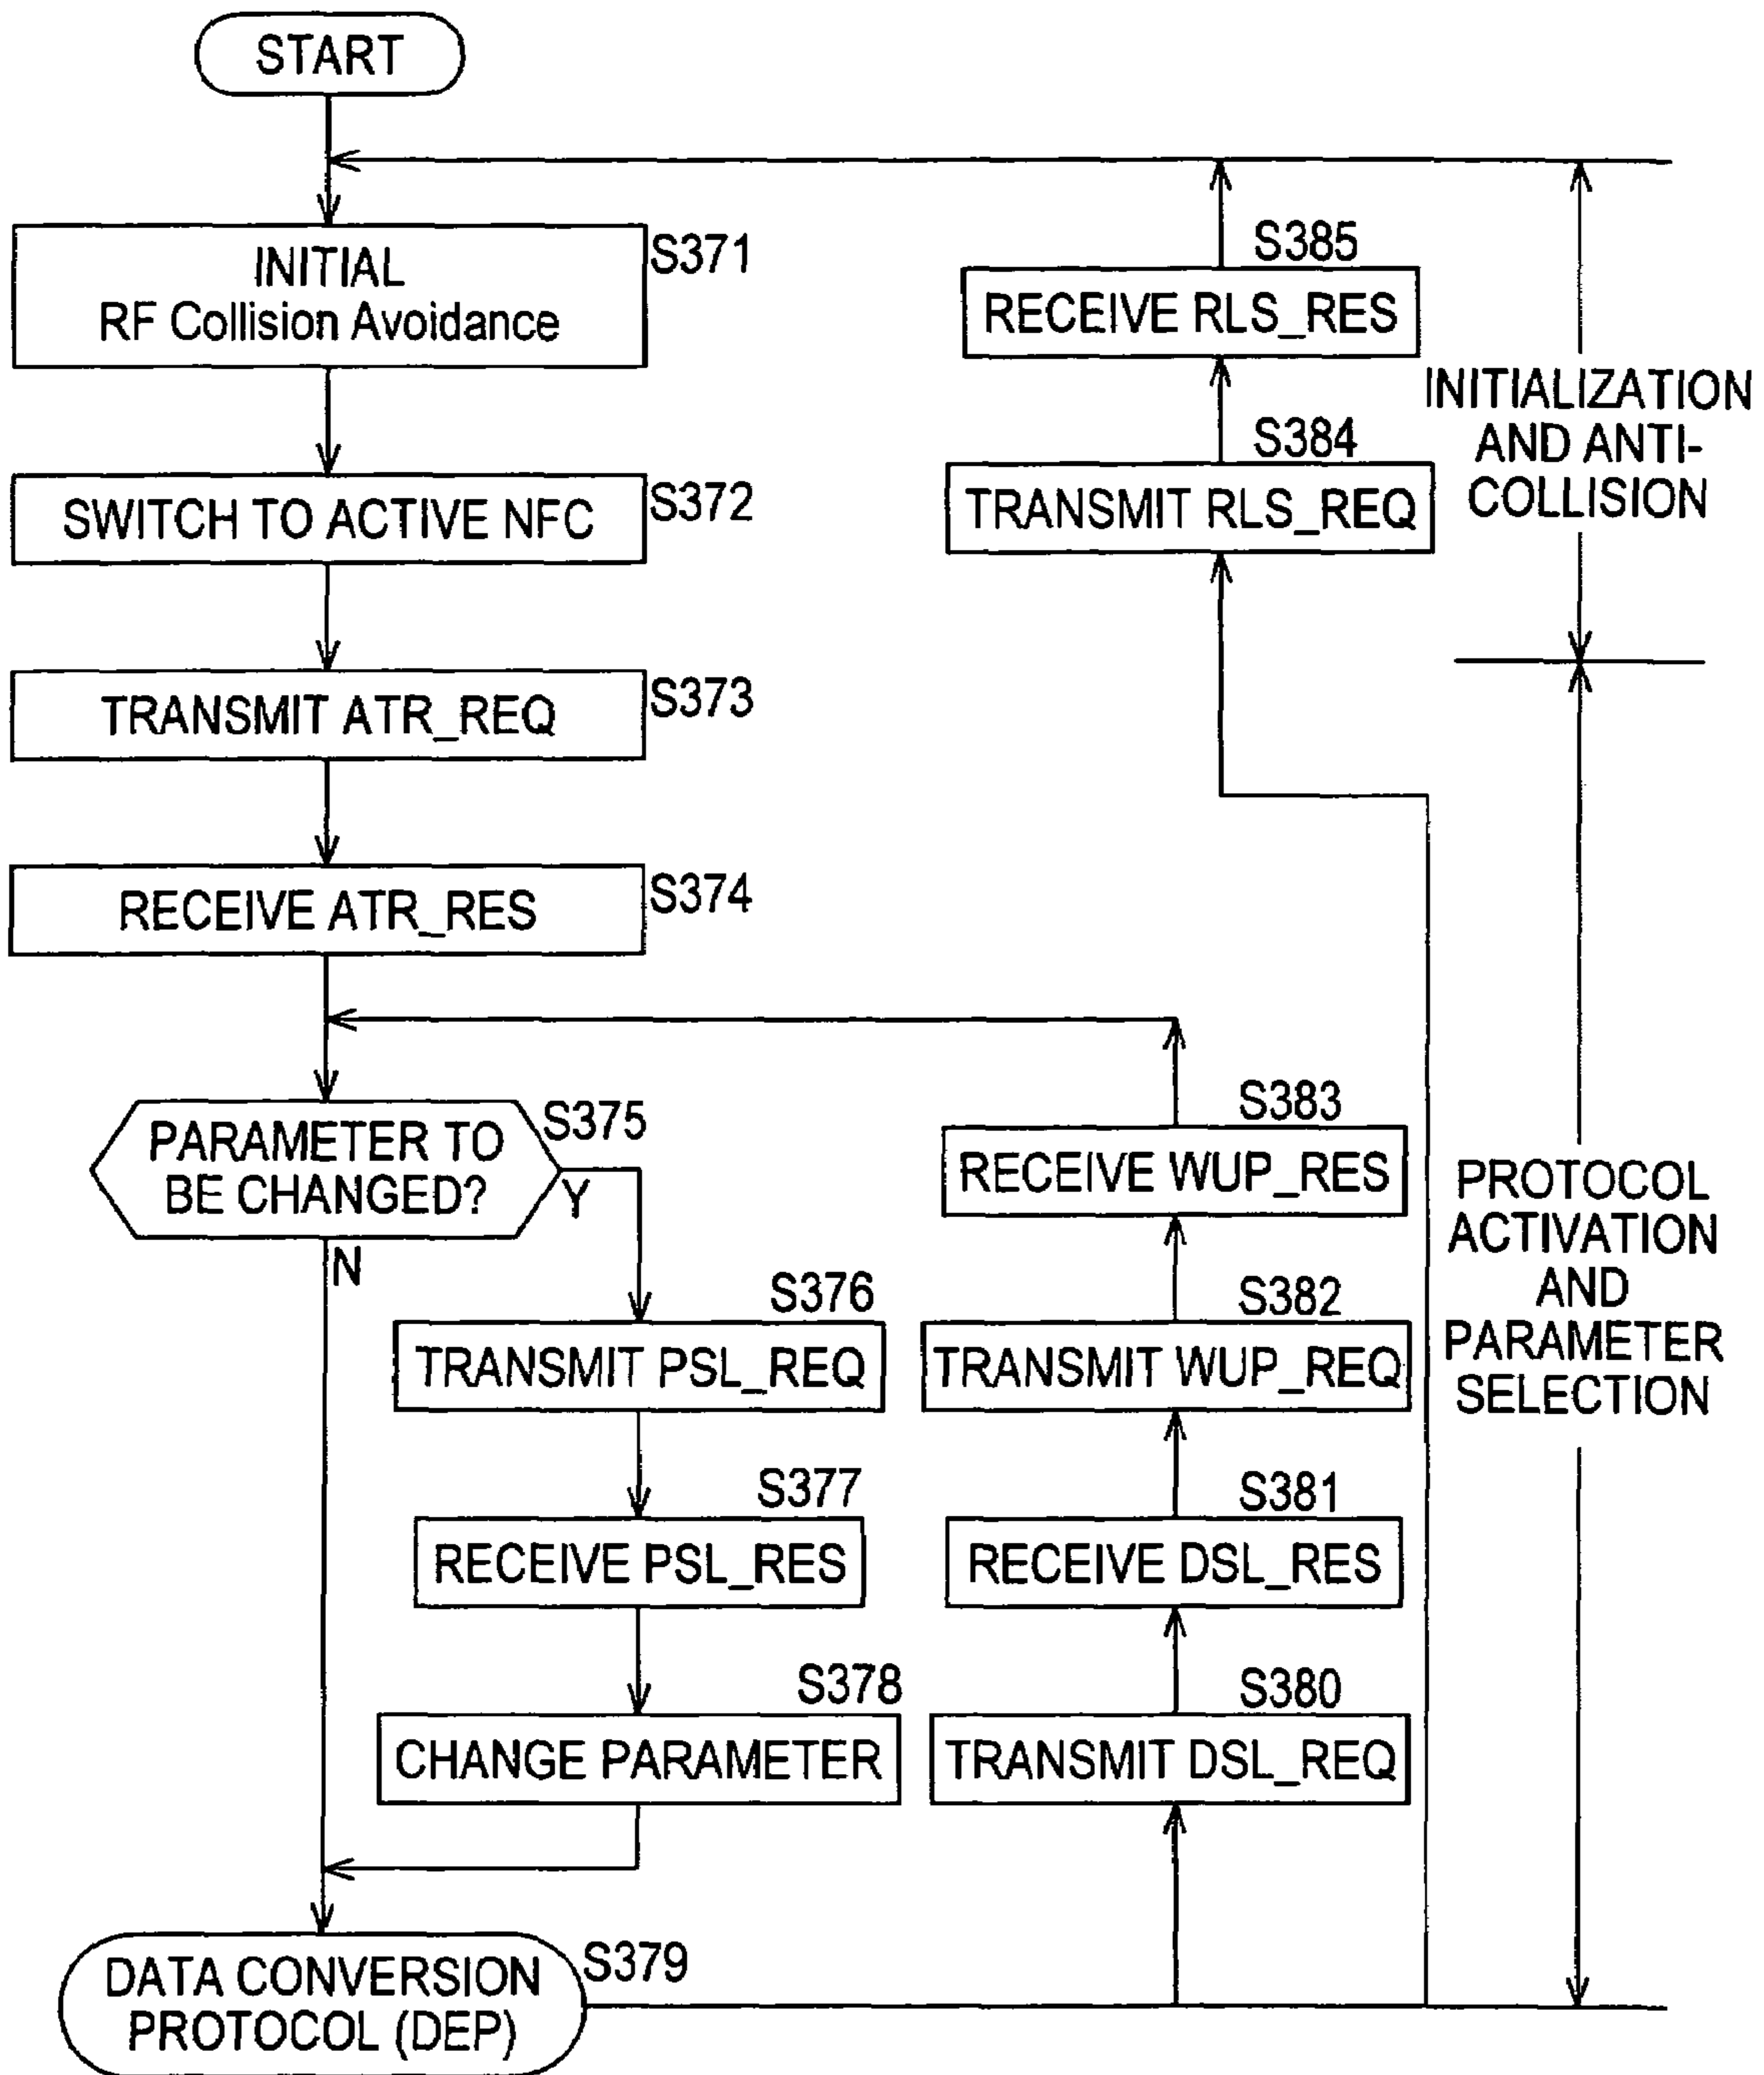 START
INITIAL
RF Collision Avoidance
S371
SWITCH TO ACTIVE NFC
S372
TRANSMIT ATR_REQ
S373
RECEIVE ATR_RES
S374
PARAMETER TO
BE CHANGED?
S375
Y
N
S376
TRANSMIT PSL_REQ
S377
RECEIVE PSL_RES
S378
CHANGE PARAMETER
DATA CONVERSION
PROTOCOL (DEP)
S379
S385
RECEIVE RLS_RES
S384
TRANSMIT RLS_REQ
S383
RECEIVE WUP_RES
S382
TRANSMIT WUP_REQ
S381
RECEIVE DSL_RES
S380
TRANSMIT DSL_REQ
INITIALIZATION
AND ANTI-
COLLISION
PROTOCOL
ACTIVATION
AND
PARAMETER
SELECTION